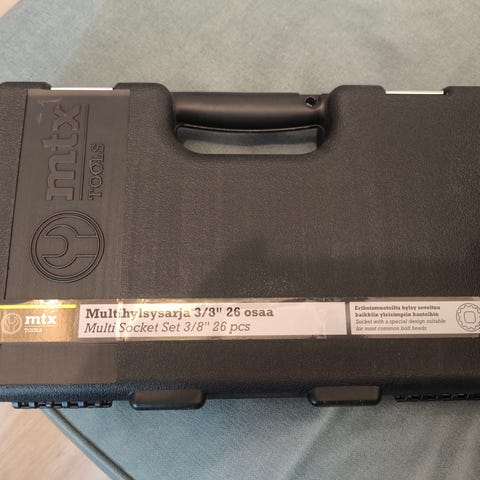 mtx
TOOLS
mtx
TOOLS
Multihylsysarja 3/8" 26 osaa
Multi Socket Set 3/8" 26 pcs
Erikoismuotoiltu hylsy soveltuu
kaikkiin yleisimpiin kantoihin
Socket with a special design suitable
for most common bolt heads